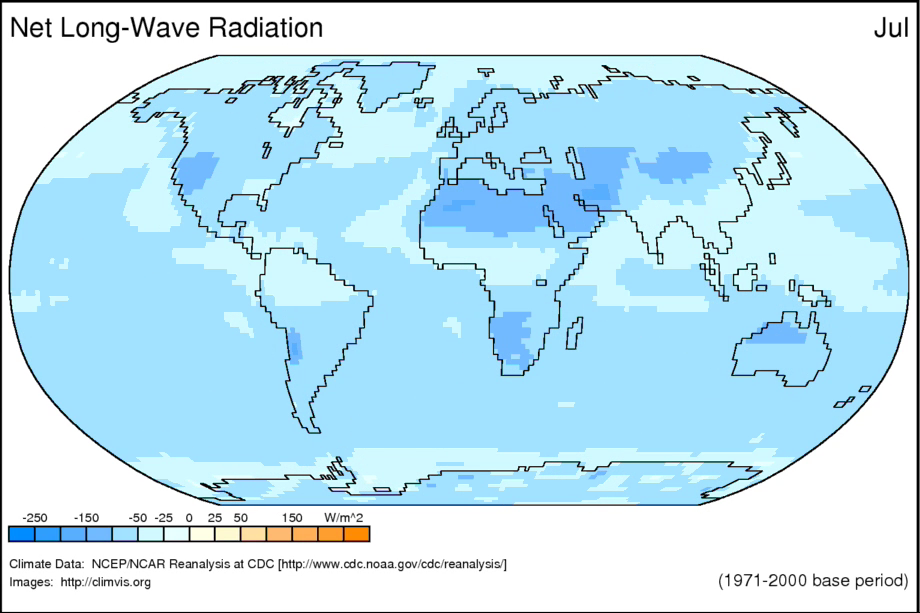 Net Long-Wave Radiation Jul
-250 -150 -50 -25 0 25 50 150 W/m^2
Climate Data: NCEP/NCAR Reanalysis at CDC [http://www.cdc.noaa.gov/cdc/reanalysis/]
Images: http://climvis.org (1971-2000 base period)